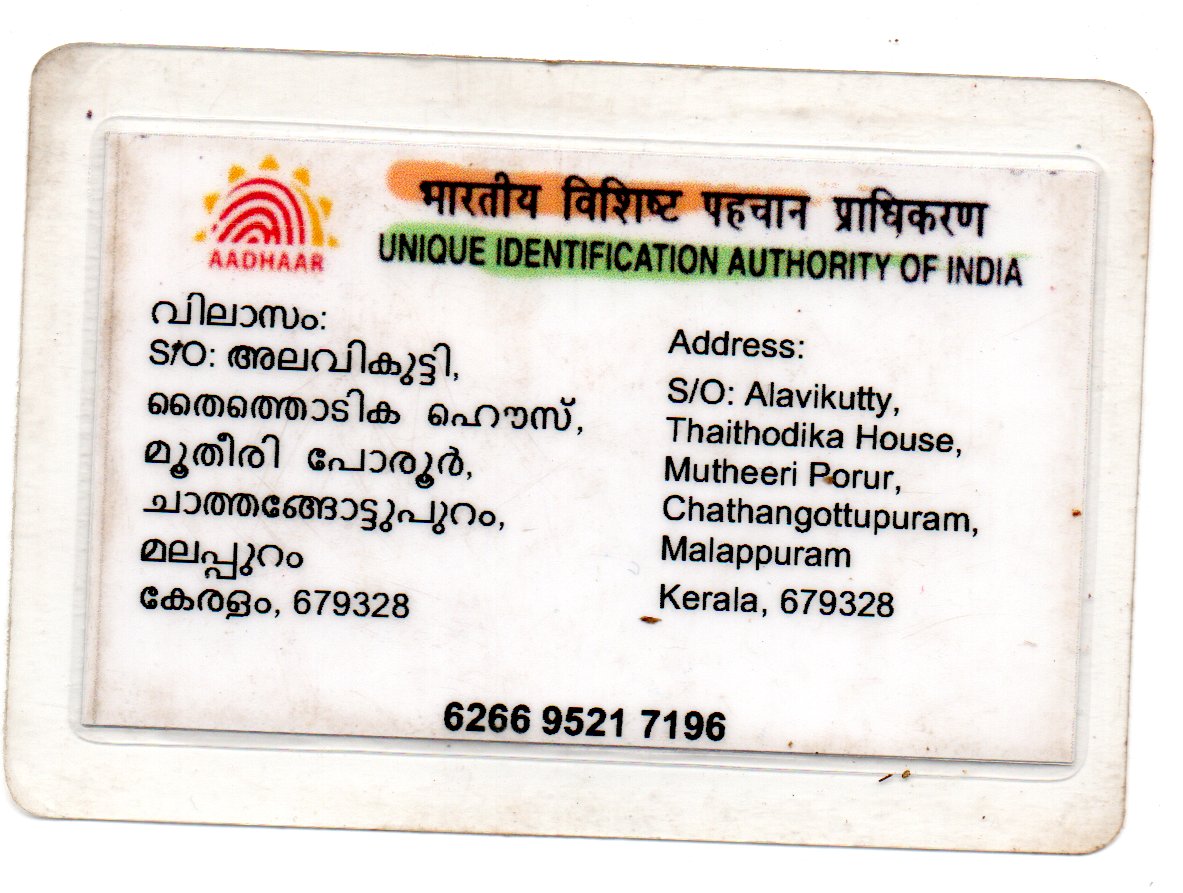 AADHAAR
भारतीय विशिष्ट पहचान प्राधिकरण
UNIQUE IDENTIFICATION AUTHORITY OF INDIA
വിലാസം:
S/O: അലവികുട്ടി,
തൈത്തൊടിക ഹൌസ്,
മൂതീരി പോരൂർ,
ചാത്തങ്ങോട്ടുപുറം,
മലപ്പുറം
കേരളം, 679328
Address:
S/O: Alavikutty,
Thaithodika House,
Mutheeri Porur,
Chathangottupuram,
Malappuram
Kerala, 679328
6266 9521 7196